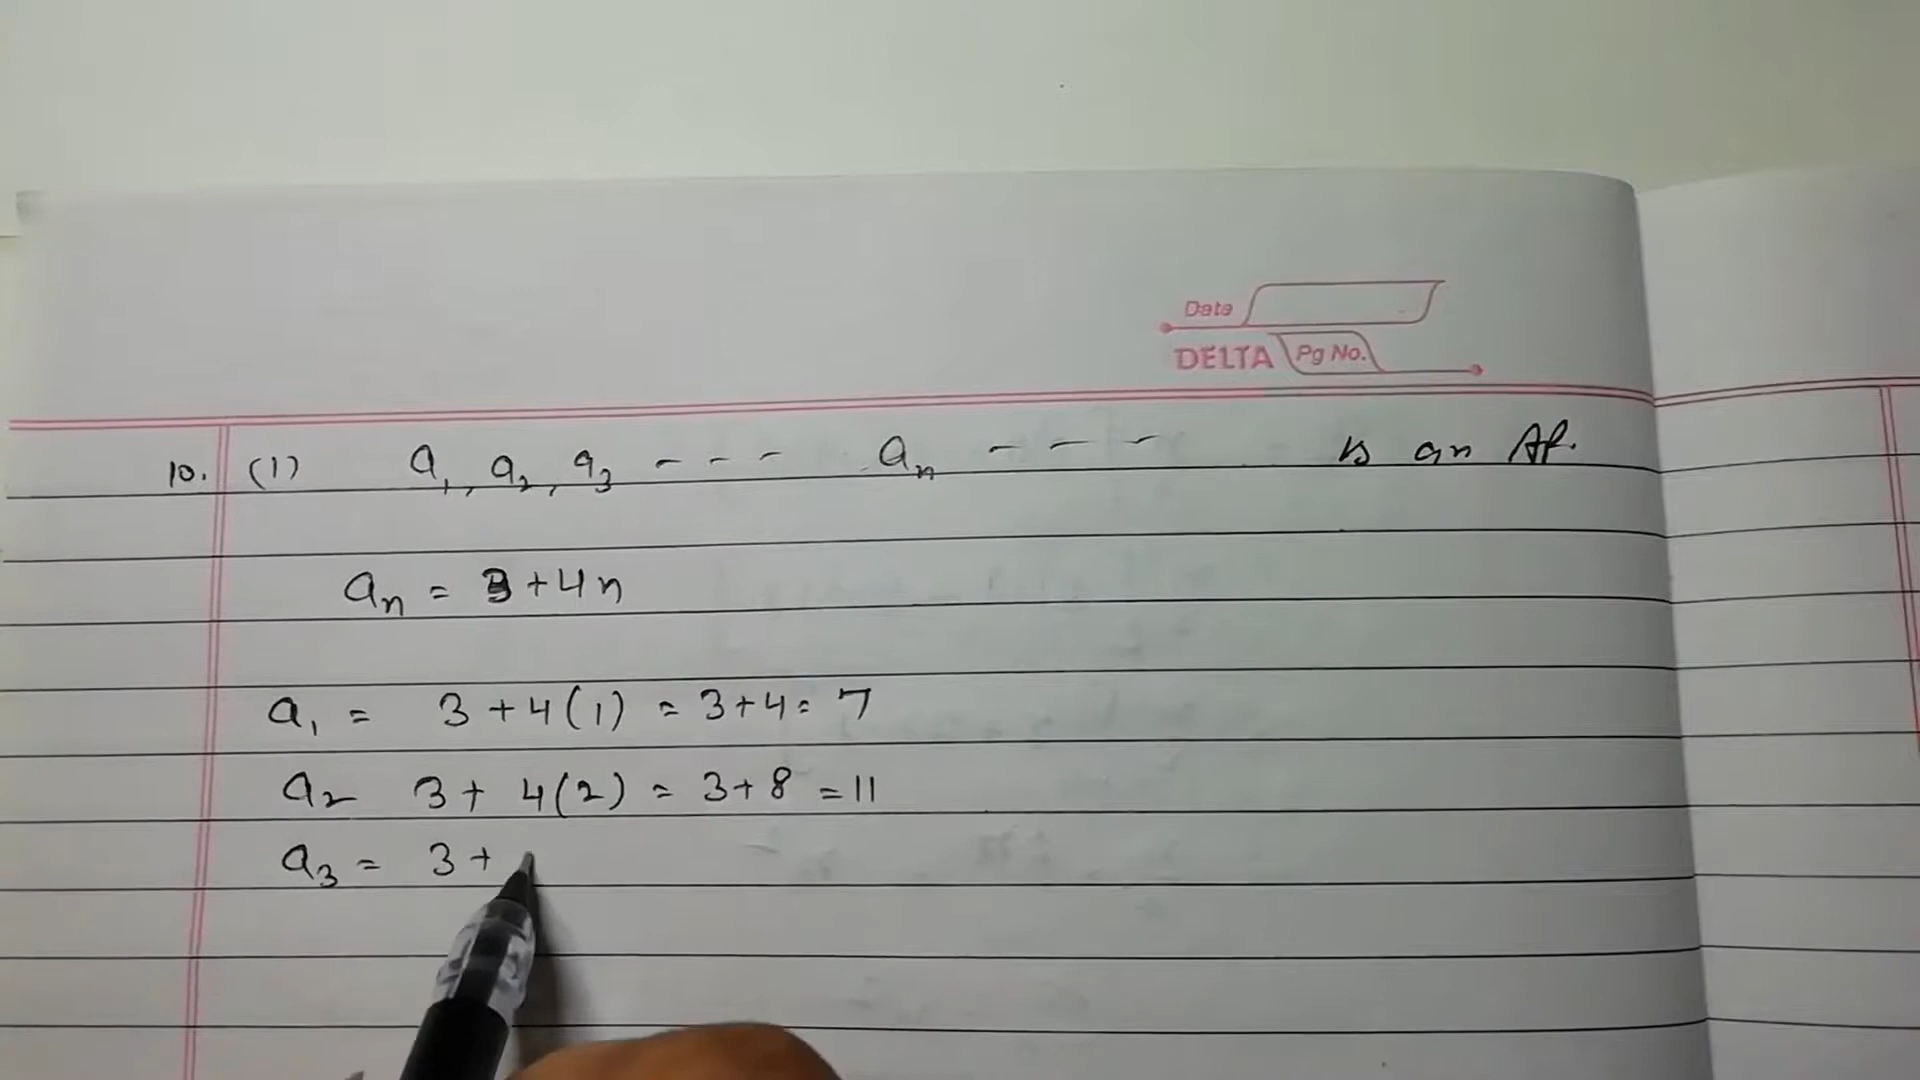 Date
DELTA Pg No.
10. (1) a₁, a₂, a₃ - - - aₙ - - - is an AP.
aₙ = 3 + 4n
a₁ = 3 + 4(1) = 3 + 4 = 7
a₂ 3 + 4(2) = 3 + 8 = 11
a₃ = 3 +